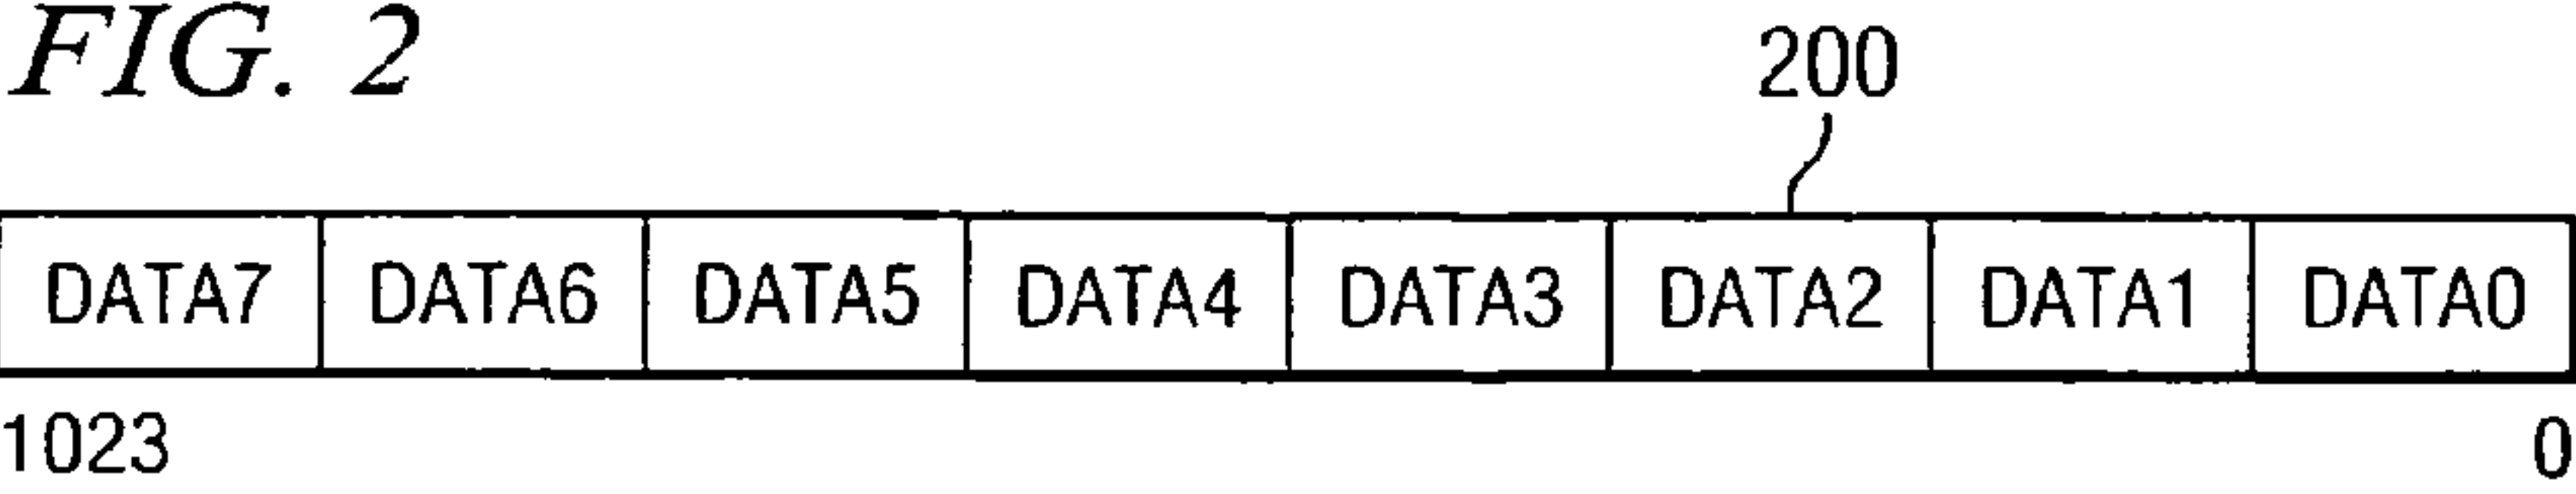 FIG. 2
200
DATA7 DATA6 DATA5 DATA4 DATA3 DATA2 DATA1 DATA0
1023 0